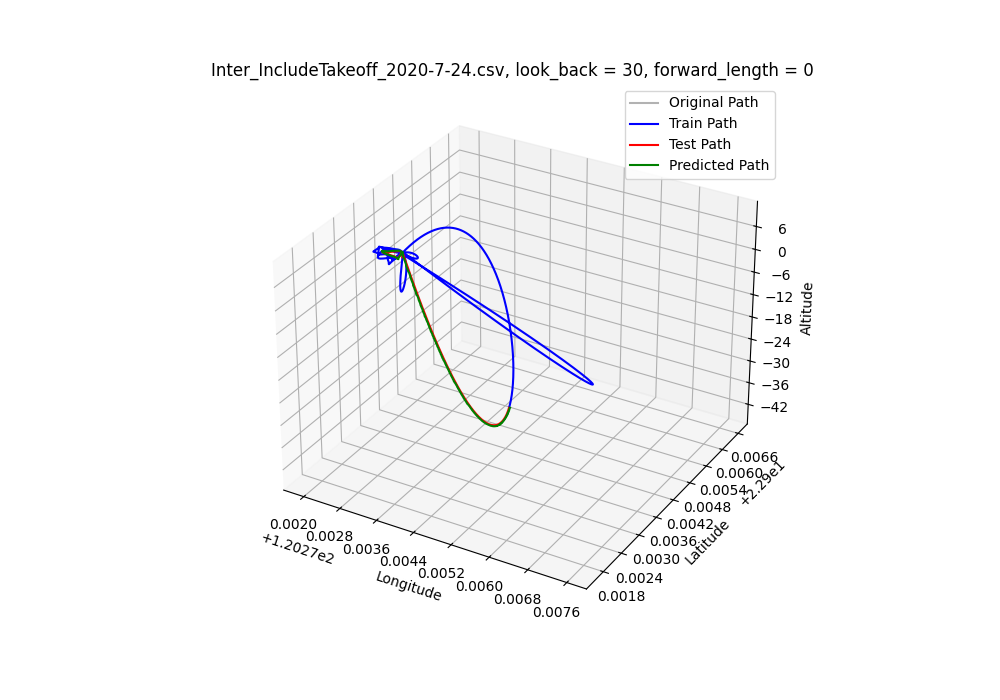 Inter_IncludeTakeoff_2020-7-24.csv, look_back = 30, forward_length = 0
Original Path
Train Path
Test Path
Predicted Path
6
0
−6
−12
−18
−24
−30
−36
−42
Altitude
0.0066
0.0060
0.0054
0.0048
0.0042
0.0036
0.0030
0.0024
0.0018
+2.29e1
Latitude
0.0020
0.0028
0.0036
0.0044
0.0052
0.0060
0.0068
0.0076
+1.2027e2
Longitude